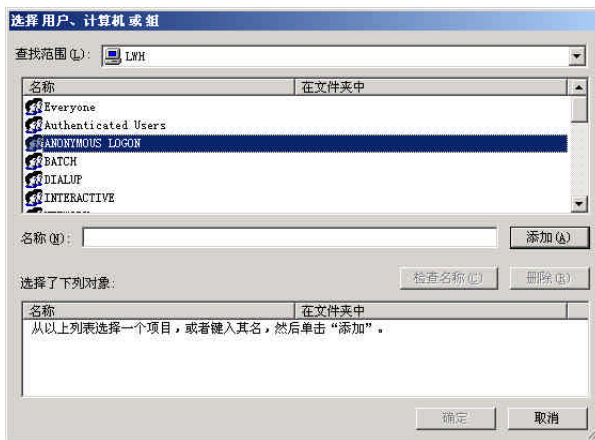 选择用户、计算机或组
查找范围(L): LWH
名称 在文件夹中
Everyone
Authenticated Users
ANONYMOUS LOGON
BATCH
DIALUP
INTERACTIVE
名称(N): 添加(A)
选择了下列对象: 检查名称(C) 删除(R)
名称 在文件夹中
从以上列表选择一个项目，或者键入其名，然后单击“添加”。
确定 取消